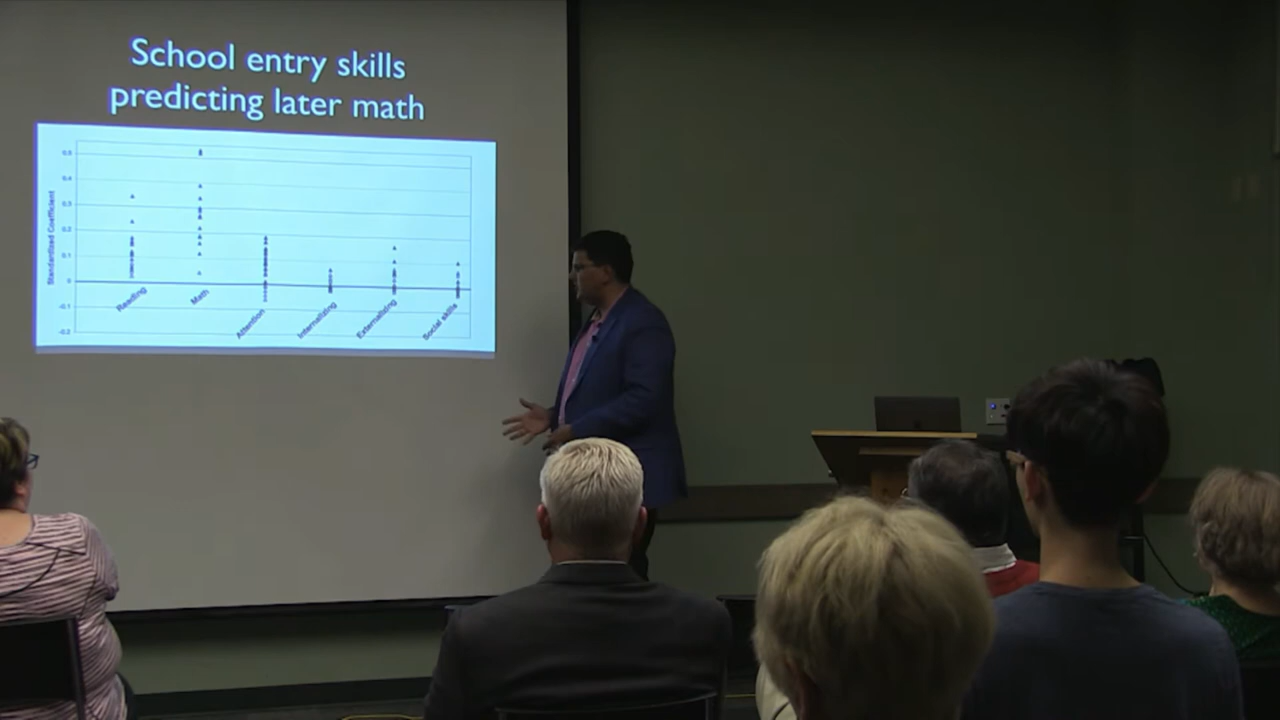 School entry skills
predicting later math
0.5
0.4
0.3
0.2
0.1
0
-0.1
-0.2
Standardized Coefficient
Reading
Math
Attention
Internalizing
Externalizing
Social skills